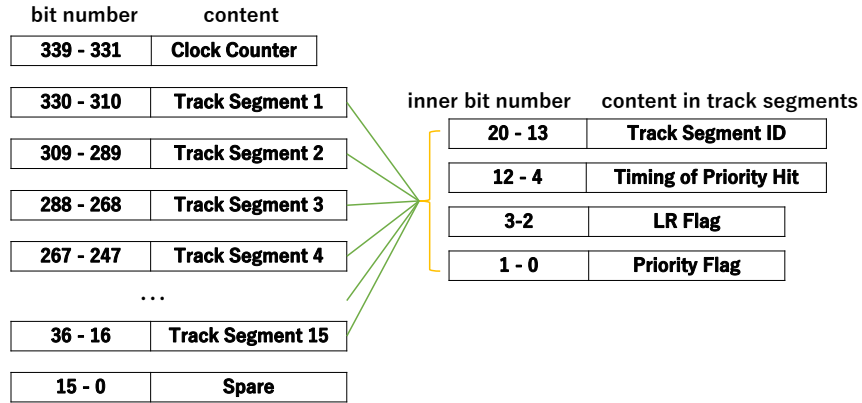 bit number content
339 - 331 Clock Counter
330 - 310 Track Segment 1
309 - 289 Track Segment 2
288 - 268 Track Segment 3
267 - 247 Track Segment 4
...
36 - 16 Track Segment 15
15 - 0 Spare
inner bit number content in track segments
20 - 13 Track Segment ID
12 - 4 Timing of Priority Hit
3-2 LR Flag
1 - 0 Priority Flag